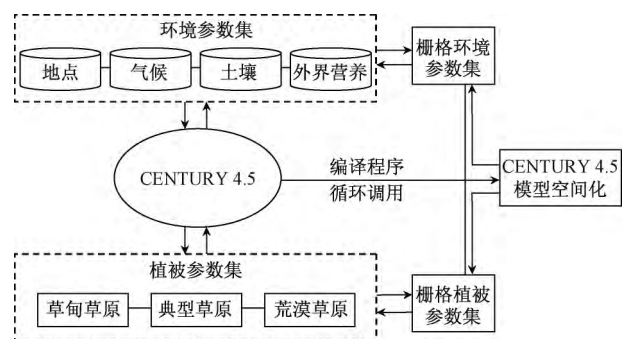 环境参数集
地点
气候
土壤
外界营养
栅格环境
参数集
CENTURY 4.5
编译程序
循环调用
CENTURY 4.5
模型空间化
植被参数集
草甸草原
典型草原
荒漠草原
栅格植被
参数集